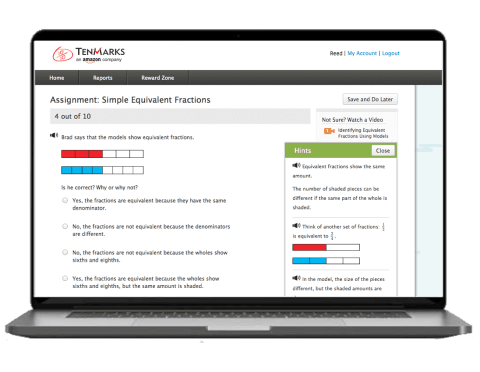 TENMARKS
an amazon company
Reed | My Account | Logout
Home Reports Reward Zone
Assignment: Simple Equivalent Fractions
Save and Do Later
4 out of 10
Not Sure? Watch a Video
Identifying Equivalent
Fractions Using Models
Brad says that the models show equivalent fractions.
Is he correct? Why or why not?
Yes, the fractions are equivalent because they have the same
denominator.
No, the fractions are not equivalent because the denominators
are different.
No, the fractions are not equivalent because the wholes show
sixths and eighths.
Yes, the fractions are equivalent because the wholes show
sixths and eighths, but the same amount is shaded.
Hints
Close
Equivalent fractions show the same
amount.
The number of shaded pieces can be
different if the same part of the whole is
shaded.
Think of another set of fractions. 1/2
is equivalent to 2/4.
In the model, the size of the pieces
different, but the shaded amounts are